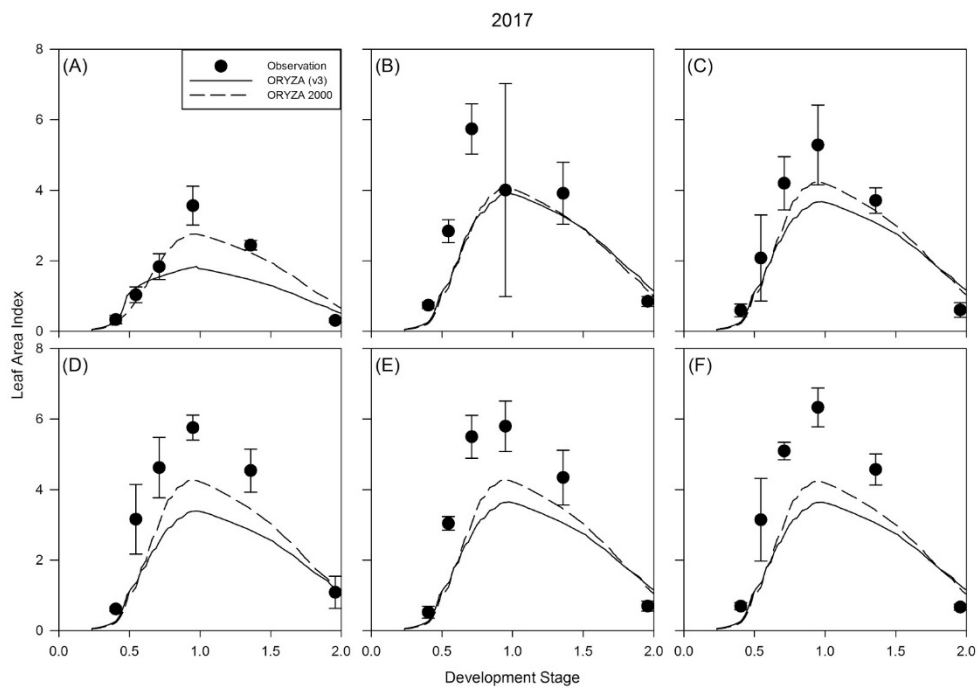 2017
(A)
Observation
ORYZA (v3)
ORYZA 2000
(B)
(C)
8
6
4
2
0
(D)
(E)
(F)
8
6
4
2
0
Leaf Area Index
0.0 0.5 1.0 1.5 2.0 0.0 0.5 1.0 1.5 2.0 0.0 0.5 1.0 1.5 2.0
Development Stage